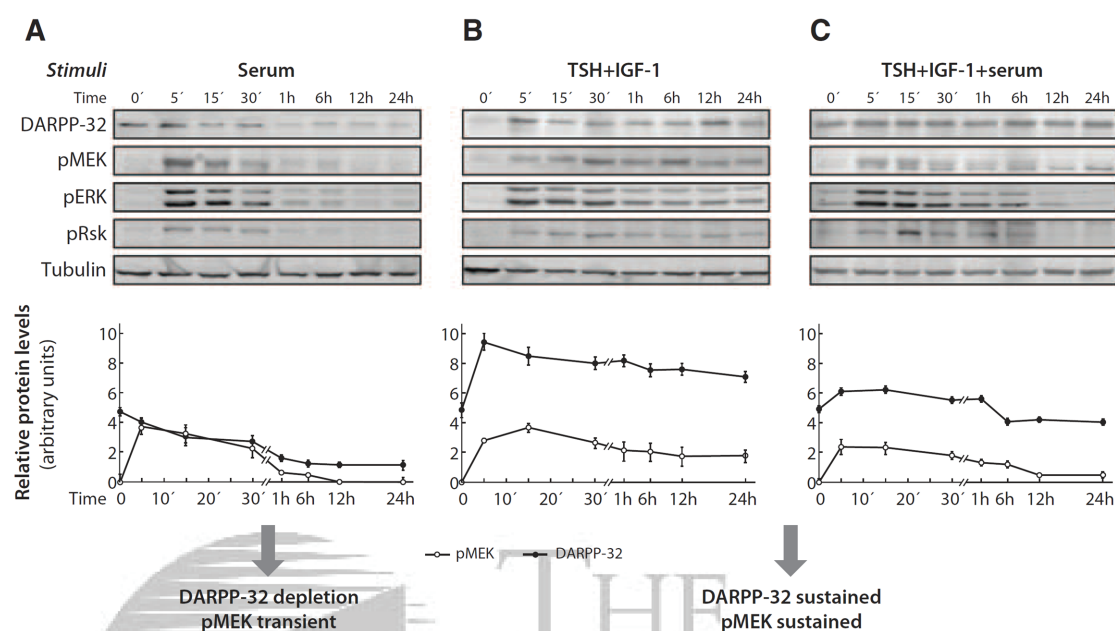 A B C
Stimuli Serum TSH+IGF-1 TSH+IGF-1+serum
Time 0´ 5´ 15´ 30´ 1h 6h 12h 24h 0´ 5´ 15´ 30´ 1h 6h 12h 24h 0´ 5´ 15´ 30´ 1h 6h 12h 24h
DARPP-32
pMEK
pERK
pRsk
Tubulin
Relative protein levels
(arbitrary units)
10 10 10
8 8 8
6 6 6
4 4 4
2 2 2
0 0 0
Time 0 10´ 20´ 30´ 1h 6h 12h 24h 0 10´ 20´ 30´ 1h 6h 12h 24h 0 10´ 20´ 30´ 1h 6h 12h 24h
pMEK DARPP-32
THE
DARPP-32 depletion DARPP-32 sustained
pMEK transient pMEK sustained